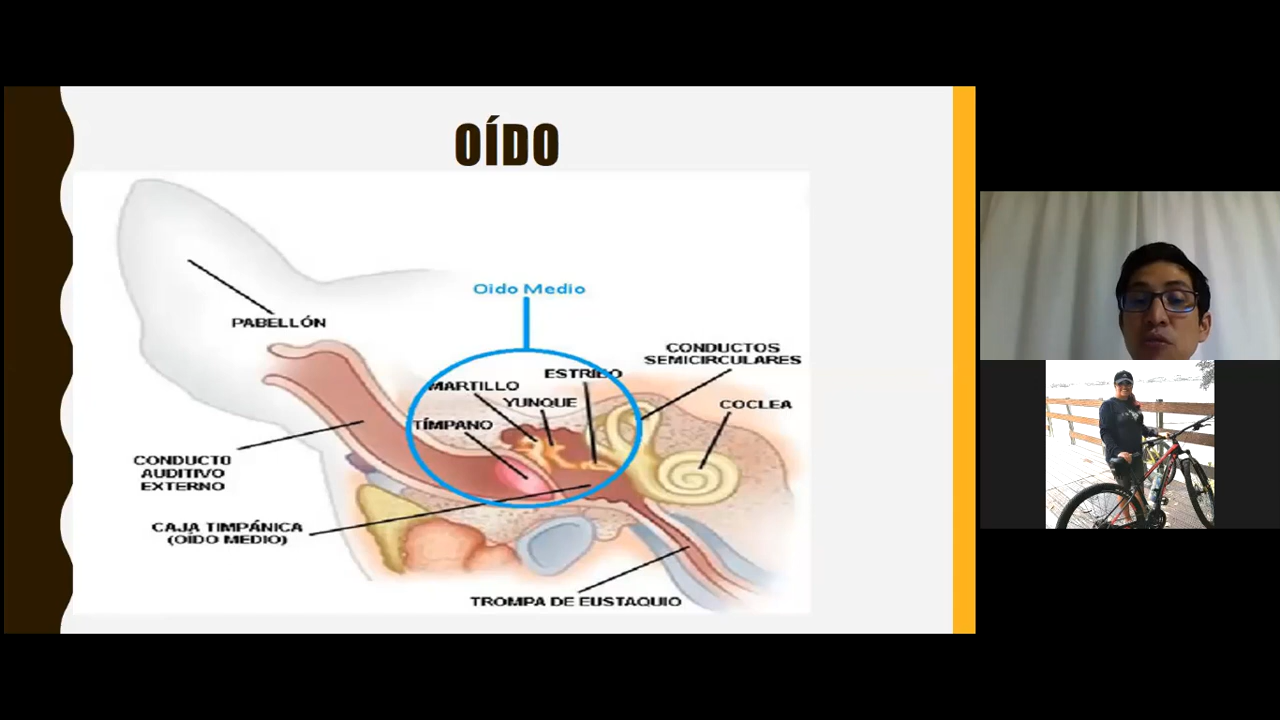 OÍDO
Oido Medio
PABELLÓN
CONDUCTOS
SEMICIRCULARES
ESTRIBO
MARTILLO
YUNQUE
COCLEA
TÍMPANO
CONDUCTO
AUDITIVO
EXTERNO
CAJA TIMPÁNICA
(OÍDO MEDIO)
TROMPA DE EUSTAQUIO